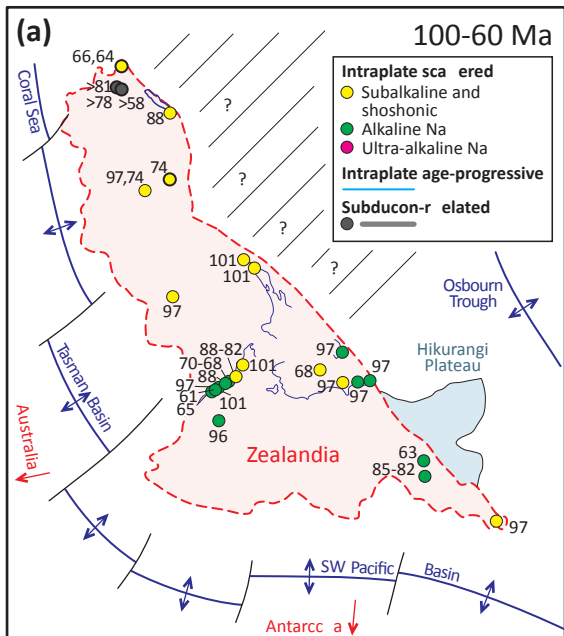 (a)
100-60 Ma
Intraplate sca ered
Subalkaline and
shoshonic
Alkaline Na
Ultra-alkaline Na
Intraplate age-progressive
Subducon-r elated
66,64
>81
>78
>58
88
Coral Sea
?
74
97,74
?
?
101
101
?
Osbourn
Trough
97
Hikurangi
Plateau
97
97
88-82
70-68
88
101
68
97
97
97
61
101
65
96
Tasman Basin
Australia
Zealandia
63
85-82
97
SW Pacific
Basin
Antarcc a